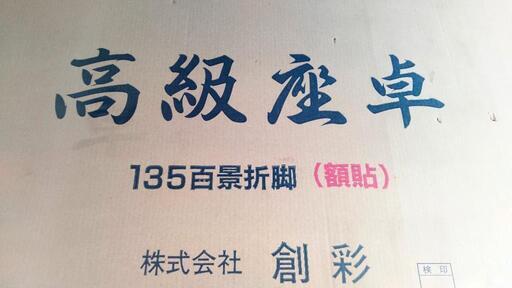 高級座卓
135百景折脚（額貼）
株式会社 創彩
検印